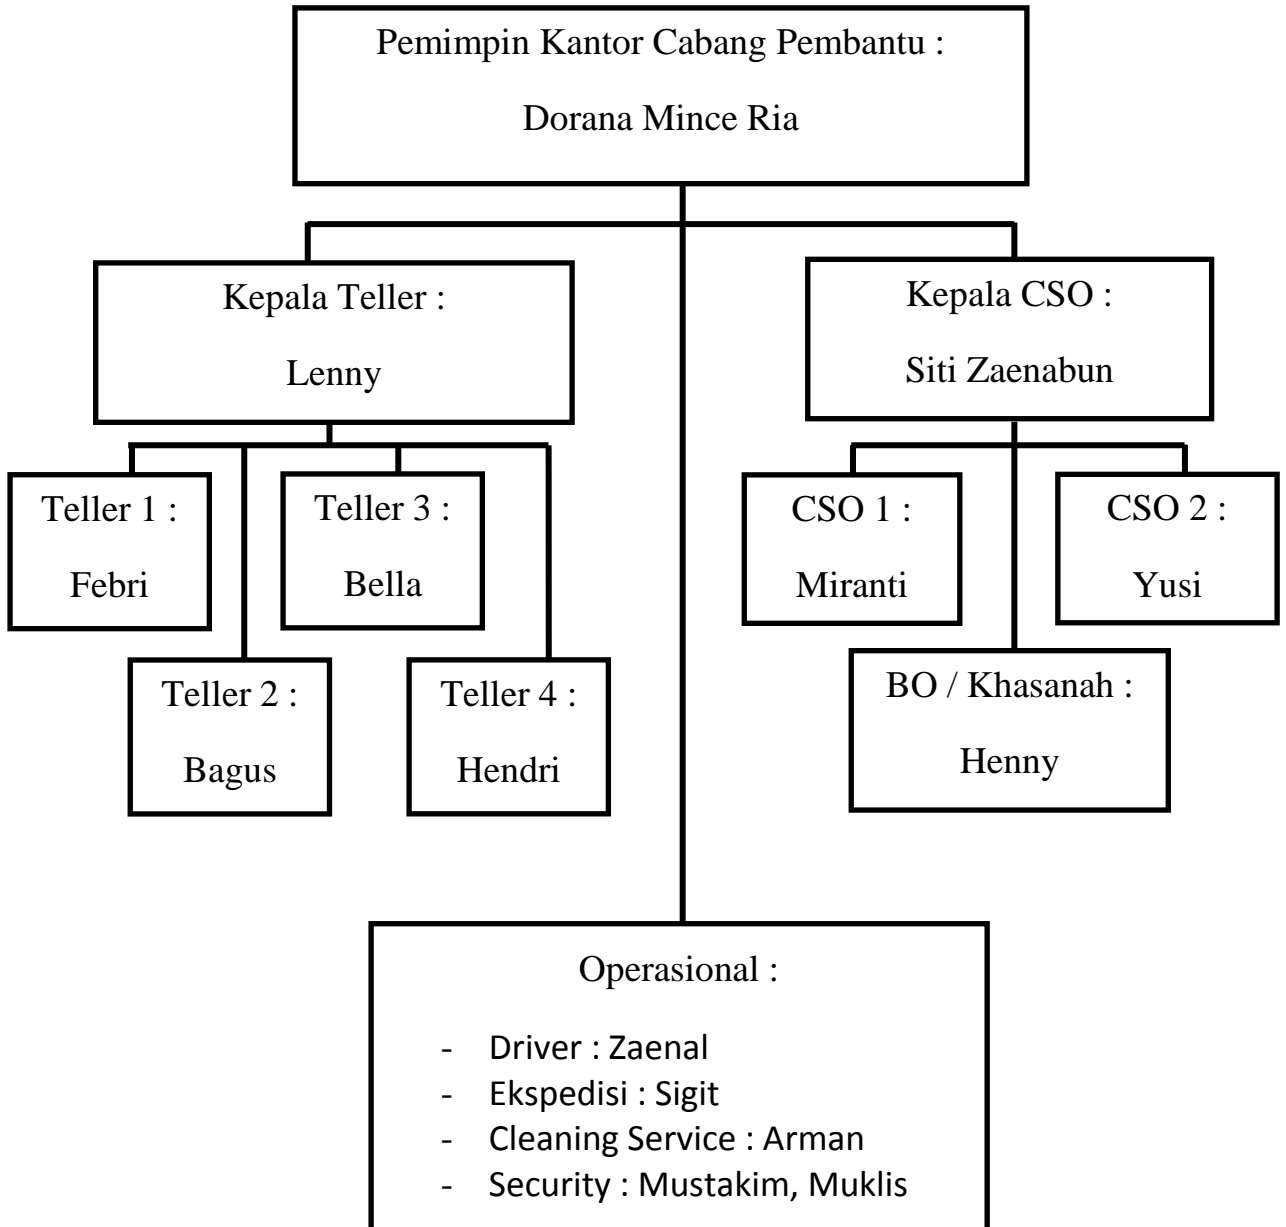 Pemimpin Kantor Cabang Pembantu :
Dorana Mince Ria
Kepala Teller :
Lenny
Kepala CSO :
Siti Zaenabun
Teller 1 :
Febri
Teller 3 :
Bella
CSO 1 :
Miranti
CSO 2 :
Yusi
Teller 2 :
Bagus
Teller 4 :
Hendri
BO / Khasanah :
Henny
Operasional :
- Driver : Zaenal
- Ekspedisi : Sigit
- Cleaning Service : Arman
- Security : Mustakim, Muklis